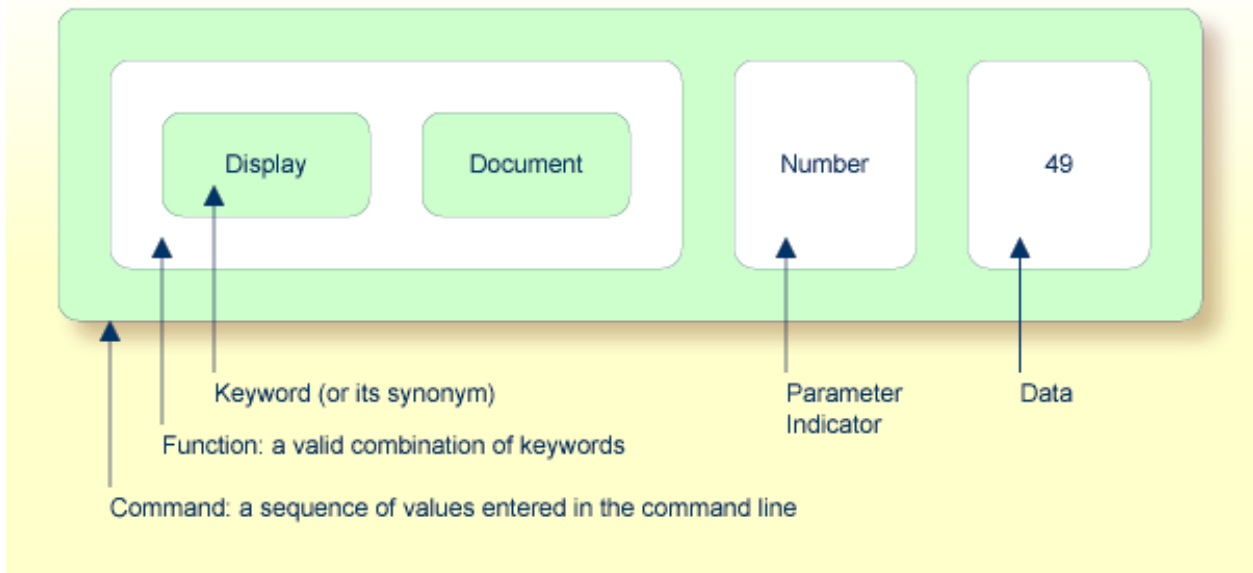 Display
Document
Number
49
Keyword (or its synonym)
Parameter
Indicator
Data
Function: a valid combination of keywords
Command: a sequence of values entered in the command line